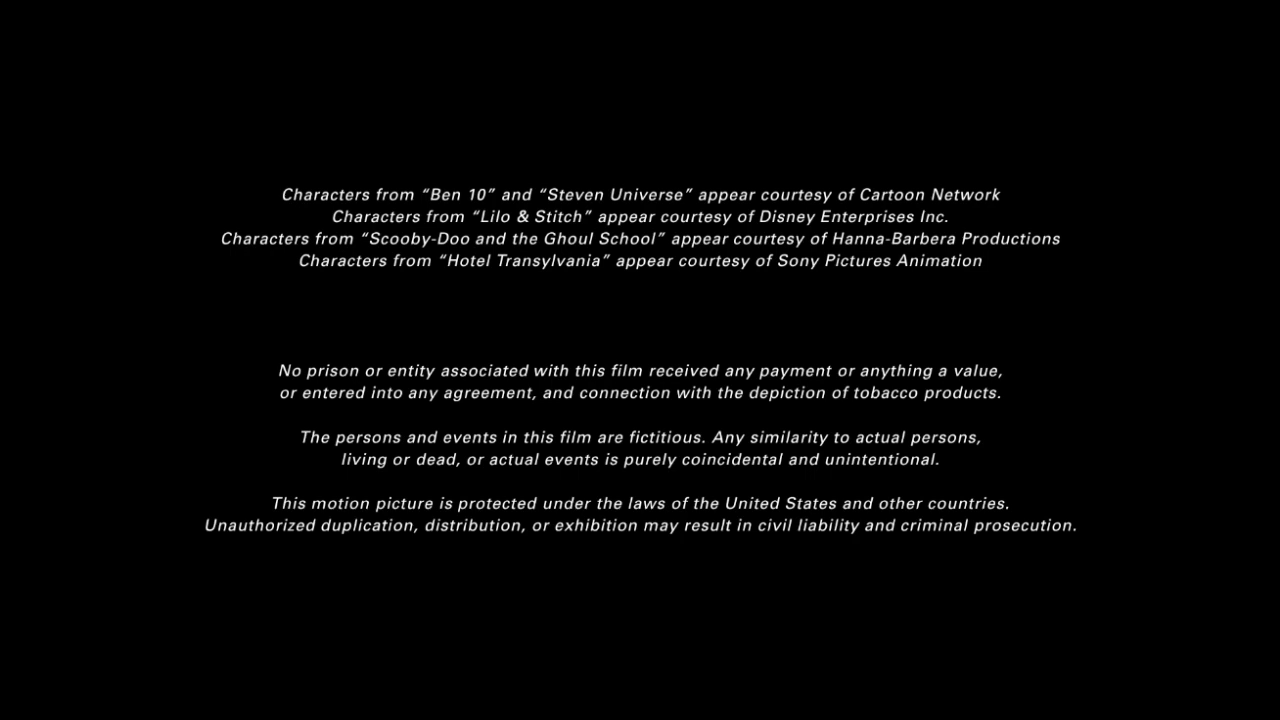 Characters from “Ben 10” and “Steven Universe” appear courtesy of Cartoon Network
Characters from “Lilo & Stitch” appear courtesy of Disney Enterprises Inc.
Characters from “Scooby-Doo and the Ghoul School” appear courtesy of Hanna-Barbera Productions
Characters from “Hotel Transylvania” appear courtesy of Sony Pictures Animation
No prison or entity associated with this film received any payment or anything a value,
or entered into any agreement, and connection with the depiction of tobacco products.
The persons and events in this film are fictitious. Any similarity to actual persons,
living or dead, or actual events is purely coincidental and unintentional.
This motion picture is protected under the laws of the United States and other countries.
Unauthorized duplication, distribution, or exhibition may result in civil liability and criminal prosecution.